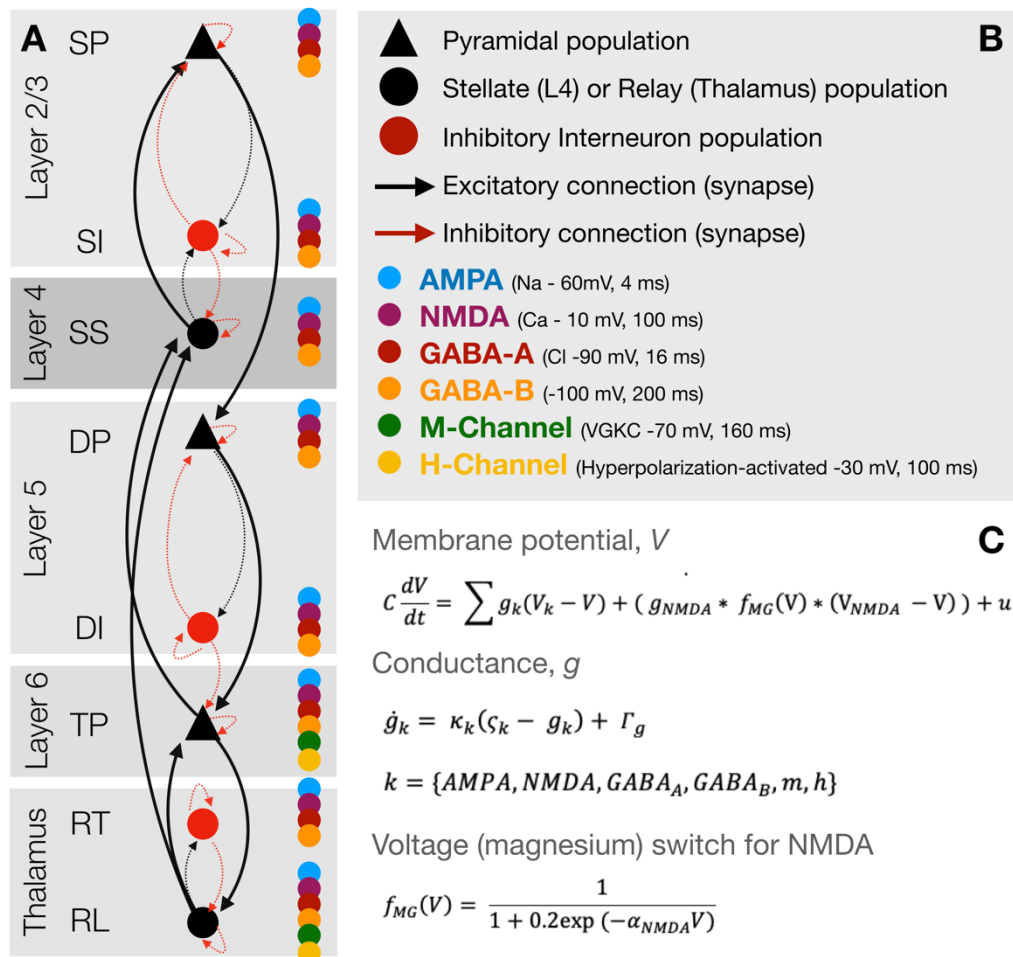 A
SP
Layer 2/3
SI
Layer 4
SS
DP
Layer 5
DI
Layer 6
TP
Thalamus
RT
RL
B
Pyramidal population
Stellate (L4) or Relay (Thalamus) population
Inhibitory Interneuron population
Excitatory connection (synapse)
Inhibitory connection (synapse)
AMPA (Na - 60mV, 4 ms)
NMDA (Ca - 10 mV, 100 ms)
GABA-A (Cl -90 mV, 16 ms)
GABA-B (-100 mV, 200 ms)
M-Channel (VGKC -70 mV, 160 ms)
H-Channel (Hyperpolarization-activated -30 mV, 100 ms)
C
Membrane potential, V
C dV/dt = ∑ g_k(V_k − V) + ( g_NMDA * f_MG(V) * (V_NMDA − V) ) + u
Conductance, g
ġ_k = κ_k(ς_k − g_k) + Γ_g
k = {AMPA, NMDA, GABA_A, GABA_B, m, h}
Voltage (magnesium) switch for NMDA
f_MG(V) = 1 / (1 + 0.2exp (−α_NMDA V))